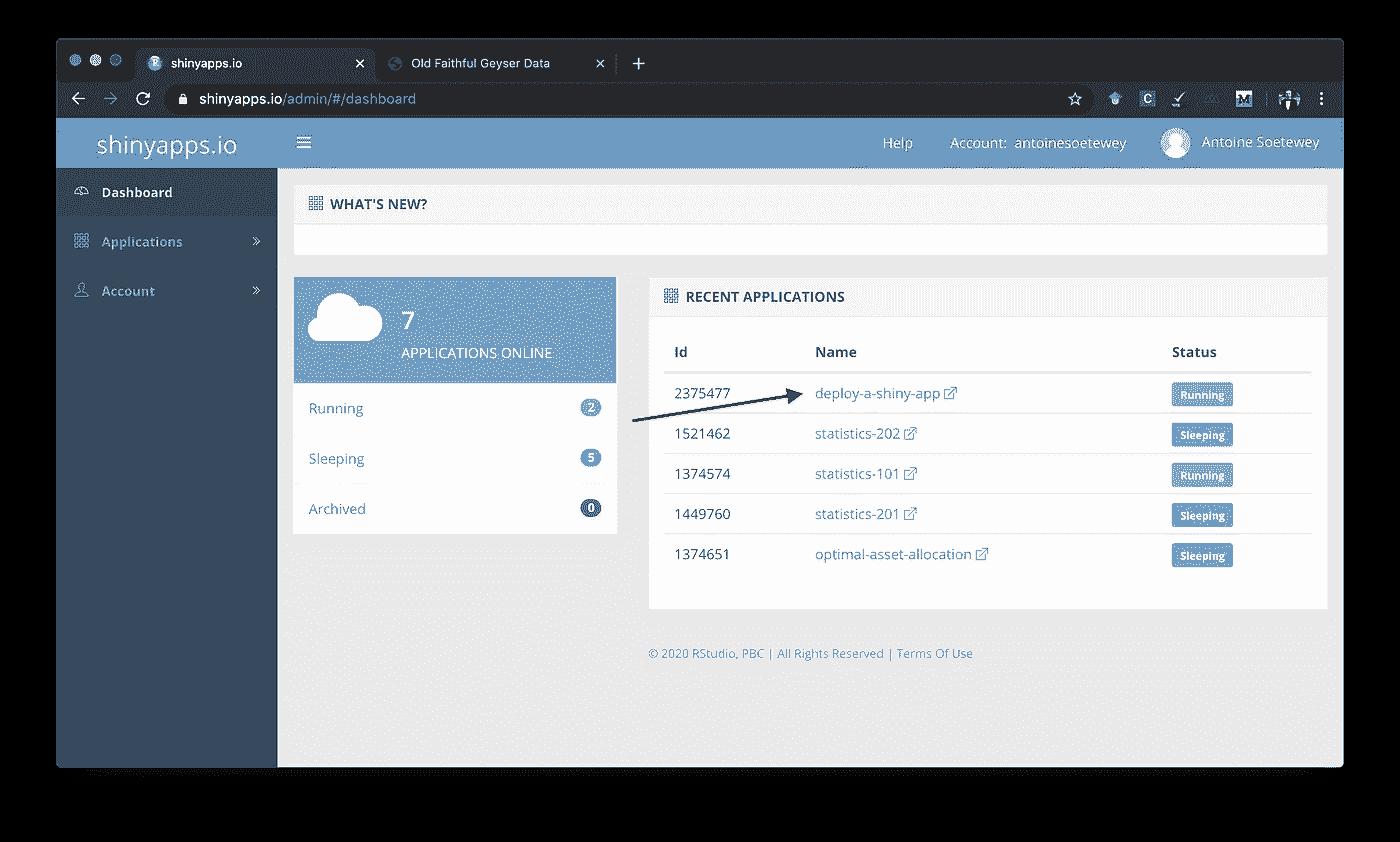 shinyapps.io
Old Faithful Geyser Data
shinyapps.io/admin/#/dashboard
C
M
shinyapps.io
Help
Account: antoinesoetewey
Antoine Soetewey
Dashboard
Applications
Account
WHAT'S NEW?
7
APPLICATIONS ONLINE
Running 2
Sleeping 5
Archived 0
RECENT APPLICATIONS
Id Name Status
2375477 deploy-a-shiny-app Running
1521462 statistics-202 Sleeping
1374574 statistics-101 Running
1449760 statistics-201 Sleeping
1374651 optimal-asset-allocation Sleeping
© 2020 RStudio, PBC | All Rights Reserved | Terms Of Use